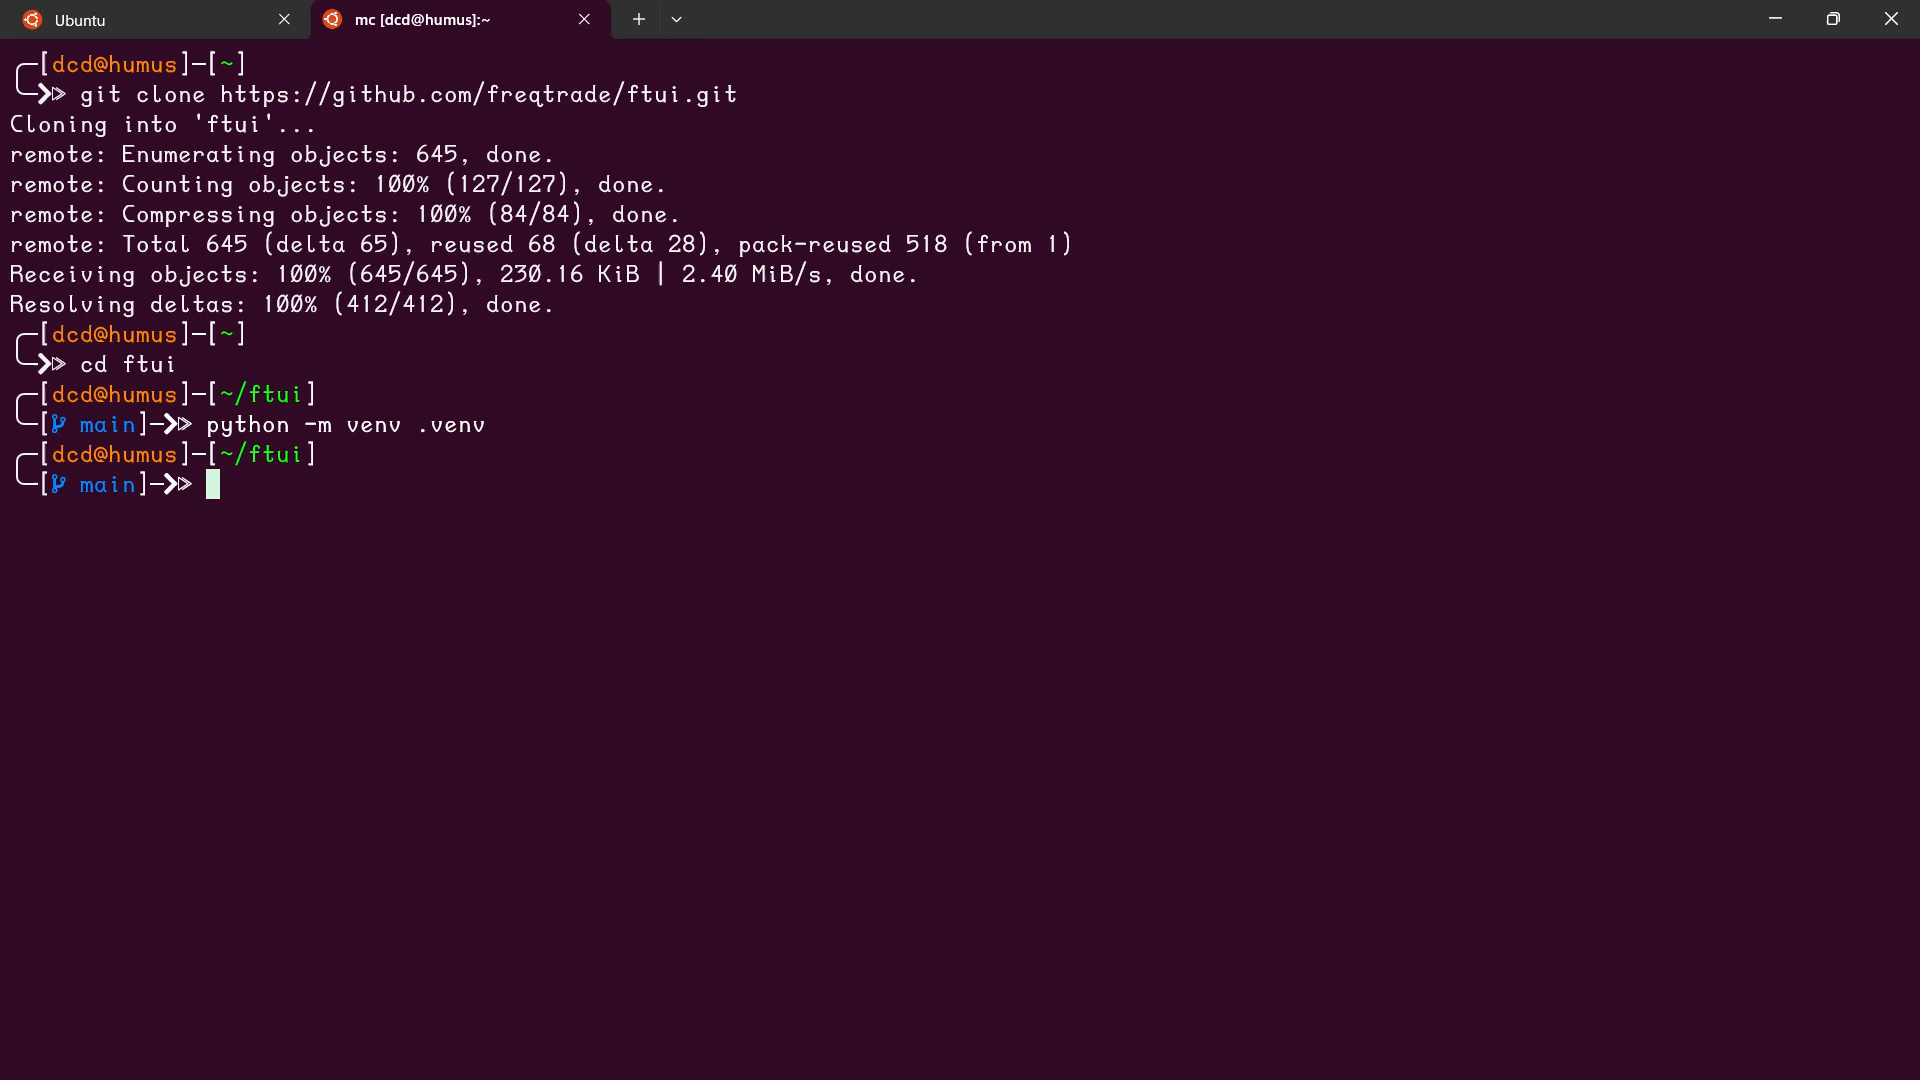 Ubuntu
mc [dcd@humus]:~
[dcd@humus]-[~]
git clone https://github.com/freqtrade/ftui.git
Cloning into 'ftui'...
remote: Enumerating objects: 645, done.
remote: Counting objects: 100% (127/127), done.
remote: Compressing objects: 100% (84/84), done.
remote: Total 645 (delta 65), reused 68 (delta 28), pack-reused 518 (from 1)
Receiving objects: 100% (645/645), 230.16 KiB | 2.40 MiB/s, done.
Resolving deltas: 100% (412/412), done.
[dcd@humus]-[~]
cd ftui
[dcd@humus]-[~/ftui]
[main] python -m venv .venv
[dcd@humus]-[~/ftui]
[main]